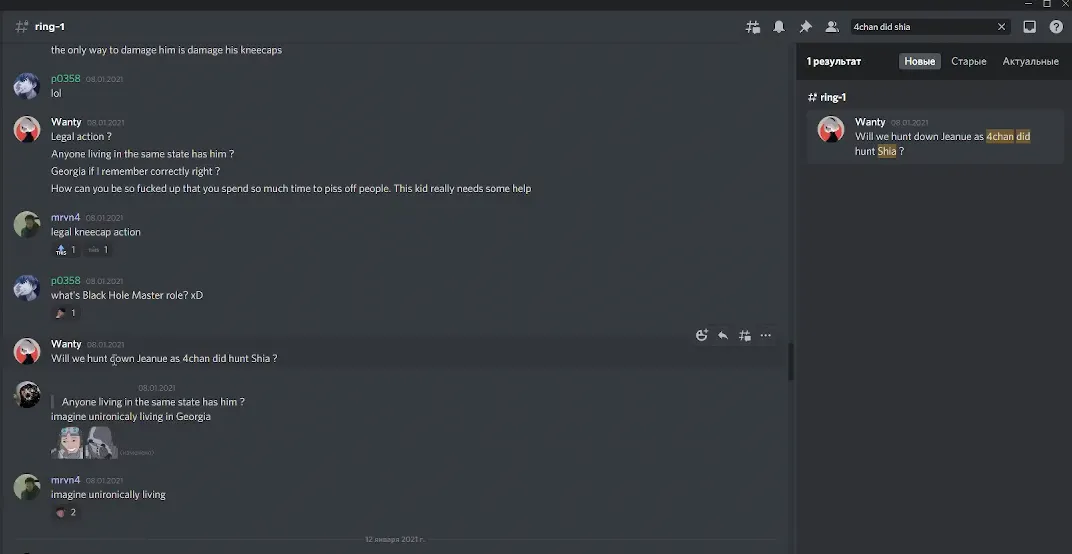 ring-1
4chan did shia
the only way to damage him is damage his kneecaps
p0358 08.01.2021
lol
Wanty 08.01.2021
Legal action ?
Anyone living in the same state has him ?
Georgia if I remember correctly right ?
How can you be so fucked up that you spend so much time to piss off people. This kid really needs some help
mrvn4 08.01.2021
legal kneecap action
THIS 1 1
p0358 08.01.2021
what's Black Hole Master role? xD
1
Wanty 08.01.2021
Will we hunt down Jeanue as 4chan did hunt Shia ?
08.01.2021
Anyone living in the same state has him ?
imagine unironicaly living in Georgia
(изменено)
mrvn4 08.01.2021
imagine unironically living
2
12 января 2021 г.
1 результат
Новые Старые Актуальные
ring-1
Wanty 08.01.2021
Will we hunt down Jeanue as 4chan did
hunt Shia ?